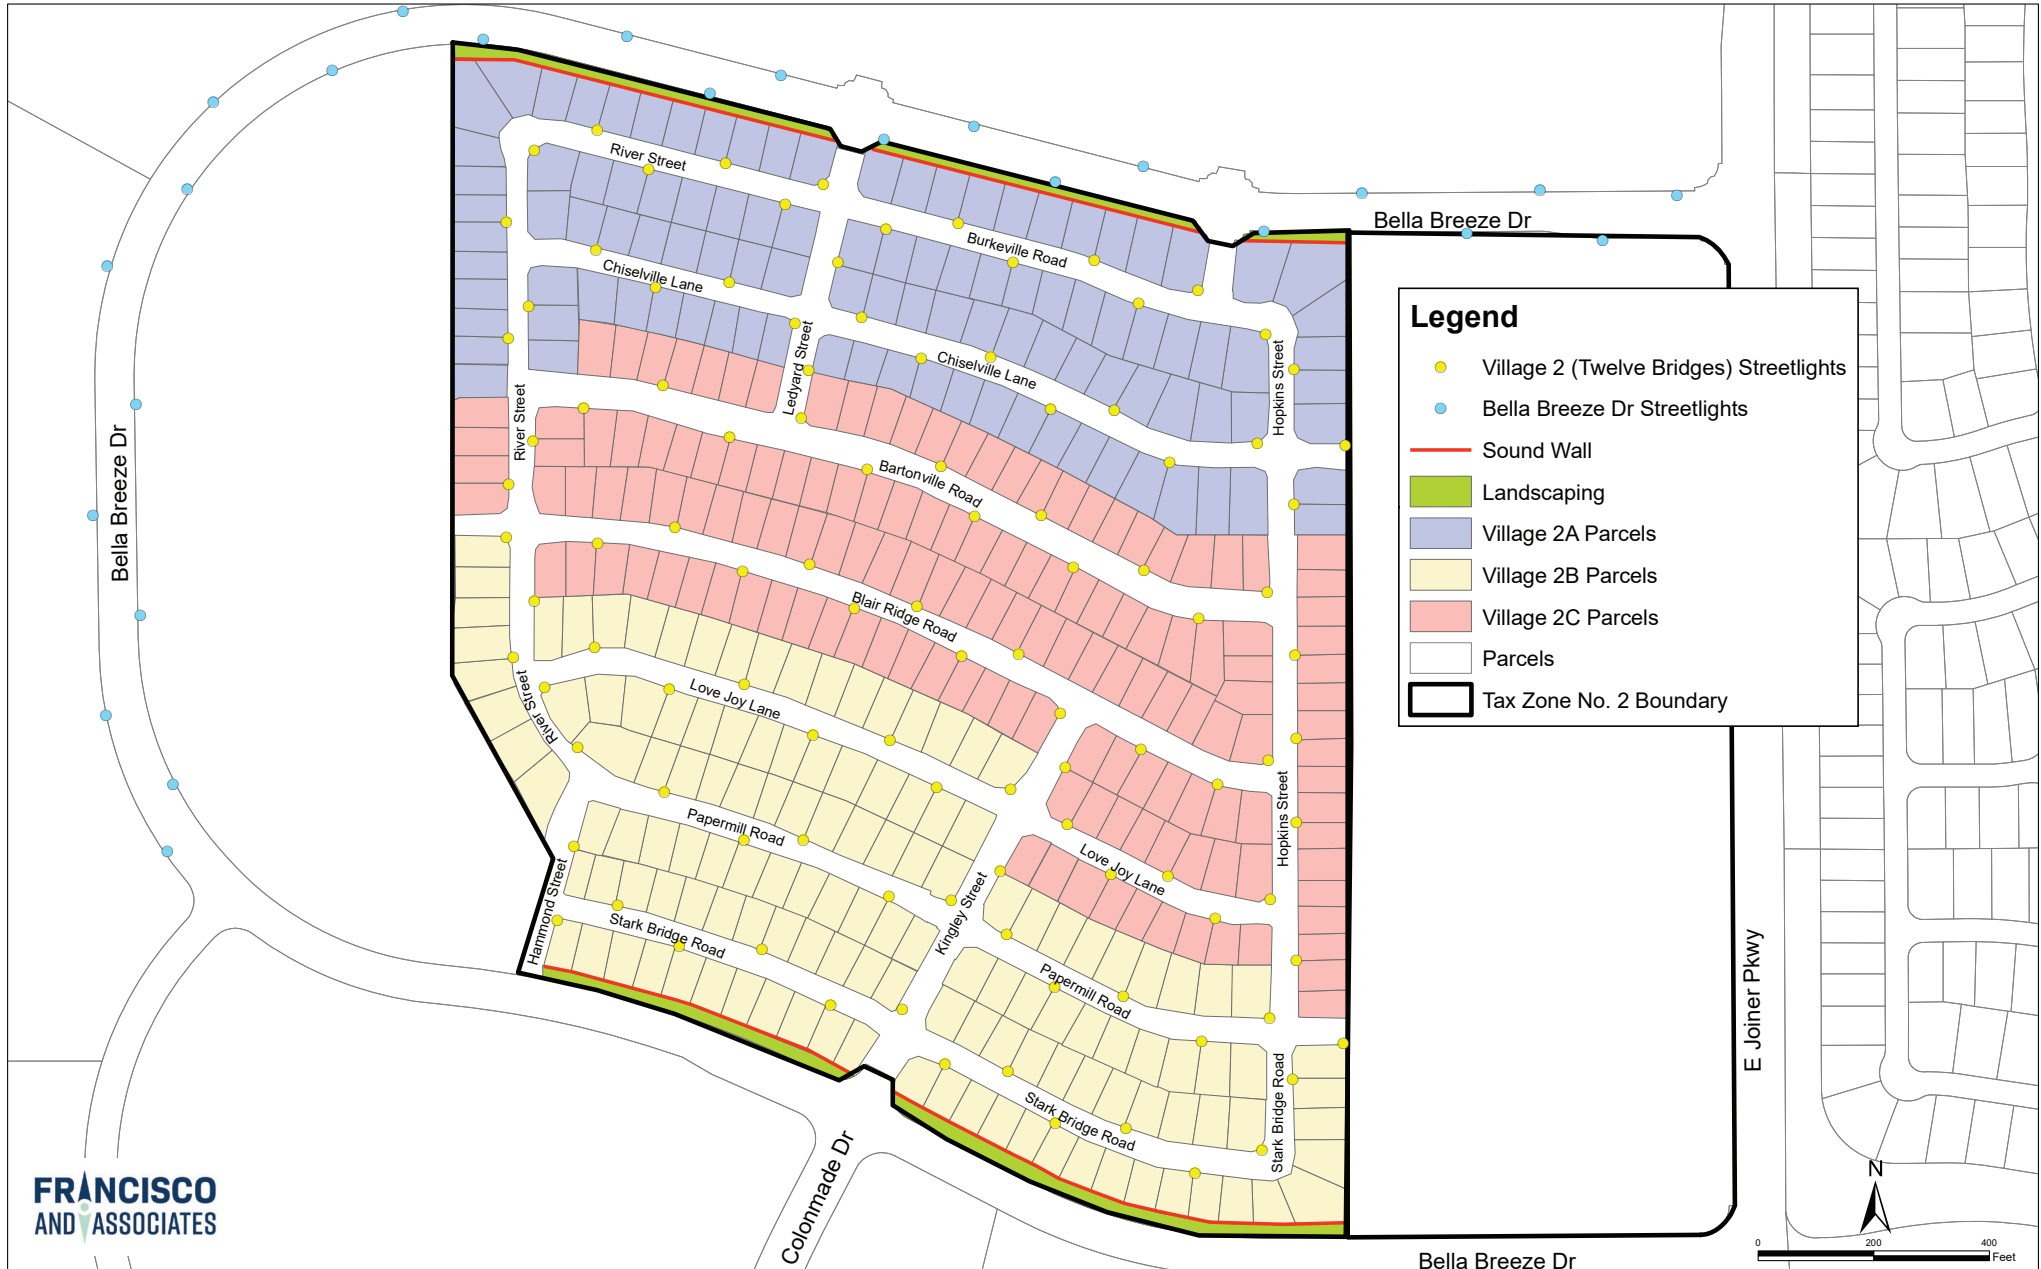 Bella Breeze Dr
River Street
Burkeville Road
Chiselville Lane
Ledyard Street
Chiselville Lane
Hopkins Street
River Street
Bella Breeze Dr
Bartonville Road
Blair Ridge Road
River Street
Love Joy Lane
Hopkins Street
Papermill Road
Love Joy Lane
Hammond Street
Stark Bridge Road
Kingley Street
Papermill Road
Stark Bridge Road
Stark Bridge Road
Colonmade Dr
Bella Breeze Dr
E Joiner Pkwy
Legend
Village 2 (Twelve Bridges) Streetlights
Bella Breeze Dr Streetlights
Sound Wall
Landscaping
Village 2A Parcels
Village 2B Parcels
Village 2C Parcels
Parcels
Tax Zone No. 2 Boundary
N
0 200 400
Feet
FRANCISCO
AND ASSOCIATES